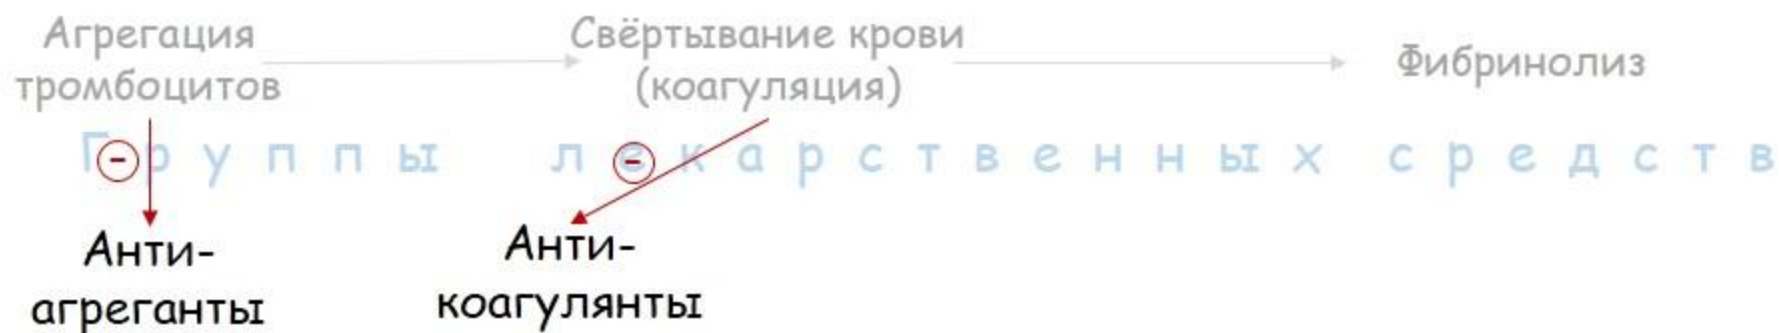 Агрегация
тромбоцитов
Свёртывание крови
(коагуляция)
Фибринолиз
Группы лекарственных средств
-
-
Анти-
агреганты
Анти-
коагулянты